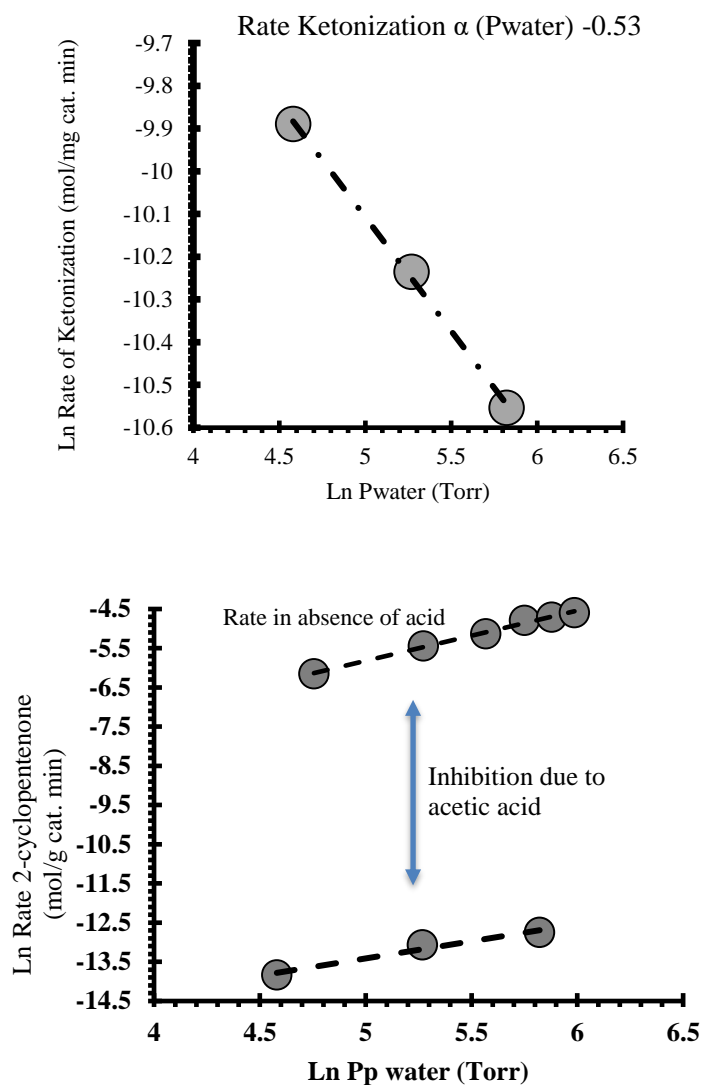 Rate Ketonization α (Pwater) -0.53
Ln Rate of Ketonization (mol/mg cat. min)
-9.7
-9.8
-9.9
-10
-10.1
-10.2
-10.3
-10.4
-10.5
-10.6
4 4.5 5 5.5 6 6.5
Ln Pwater (Torr)
Ln Rate 2-cyclopentenone
(mol/g cat. min)
-4.5
-5.5
-6.5
-7.5
-8.5
-9.5
-10.5
-11.5
-12.5
-13.5
-14.5
Rate in absence of acid
Inhibition due to
acetic acid
4 4.5 5 5.5 6 6.5
Ln Pp water (Torr)